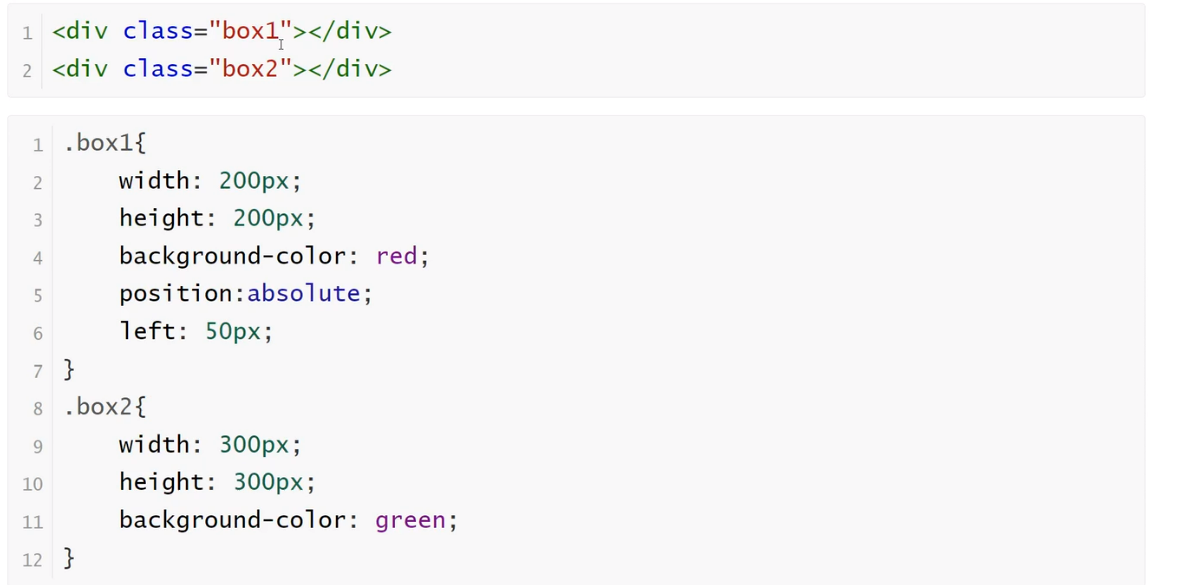 1 <div class="box1"></div>
2 <div class="box2"></div>
1 .box1{
2     width: 200px;
3     height: 200px;
4     background-color: red;
5     position:absolute;
6     left: 50px;
7 }
8 .box2{
9     width: 300px;
10     height: 300px;
11     background-color: green;
12 }